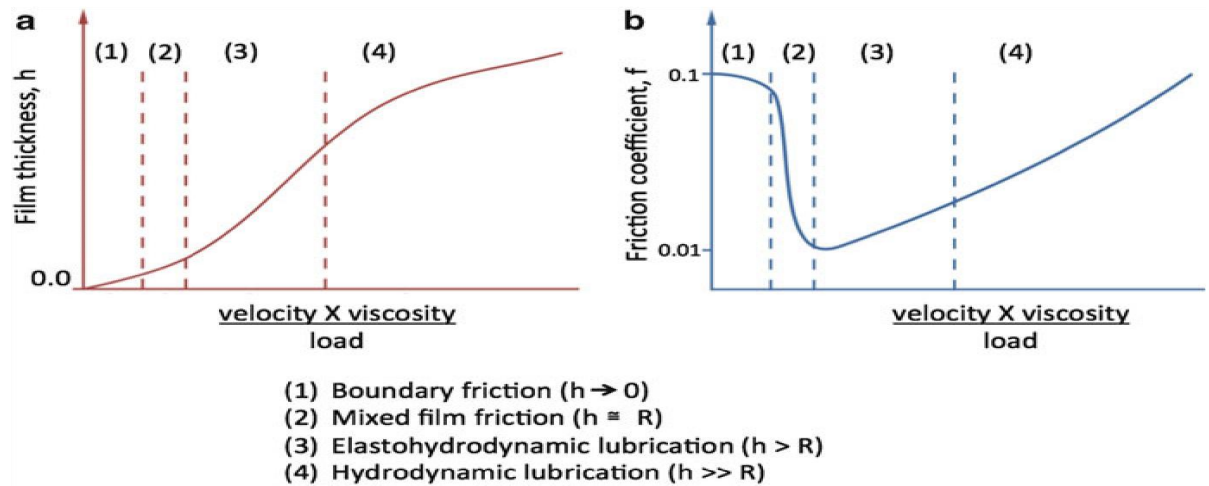 a
(1) (2) (3) (4)
Film thickness, h
0.0
velocity X viscosity
load
b
(1) (2) (3) (4)
Friction coefficient, f
0.1
0.01
velocity X viscosity
load
(1) Boundary friction (h → 0)
(2) Mixed film friction (h ≅ R)
(3) Elastohydrodynamic lubrication (h > R)
(4) Hydrodynamic lubrication (h >> R)